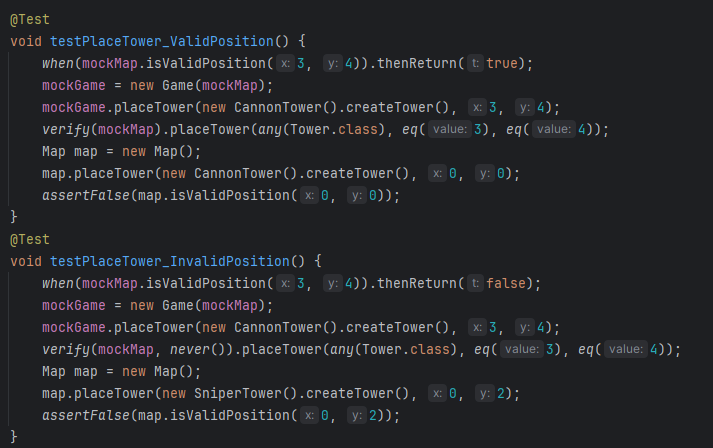 @Test
void testPlaceTower_ValidPosition() {
    when(mockMap.isValidPosition( x: 3, y: 4)).thenReturn( t: true);
    mockGame = new Game(mockMap);
    mockGame.placeTower(new CannonTower().createTower(), x: 3, y: 4);
    verify(mockMap).placeTower(any(Tower.class), eq( value: 3), eq( value: 4));
    Map map = new Map();
    map.placeTower(new CannonTower().createTower(), x: 0, y: 0);
    assertFalse(map.isValidPosition( x: 0, y: 0));
}
@Test
void testPlaceTower_InvalidPosition() {
    when(mockMap.isValidPosition( x: 3, y: 4)).thenReturn( t: false);
    mockGame = new Game(mockMap);
    mockGame.placeTower(new CannonTower().createTower(), x: 3, y: 4);
    verify(mockMap, never()).placeTower(any(Tower.class), eq( value: 3), eq( value: 4));
    Map map = new Map();
    map.placeTower(new SniperTower().createTower(), x: 0, y: 2);
    assertFalse(map.isValidPosition( x: 0, y: 2));
}